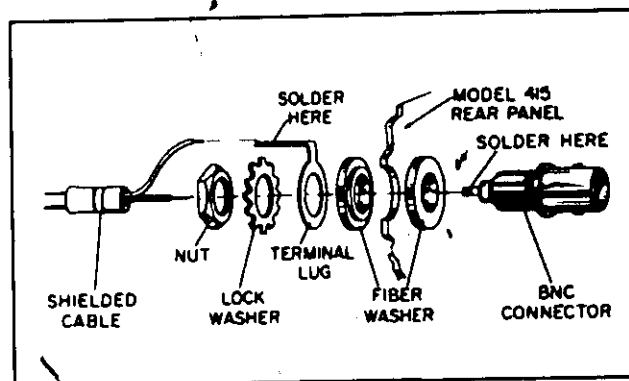 SOLDER
HERE
MODEL 415
REAR PANEL
SOLDER HERE
NUT
TERMINAL
LUG
SHIELDED
CABLE
LOCK
WASHER
FIBER
WASHER
BNC
CONNECTOR